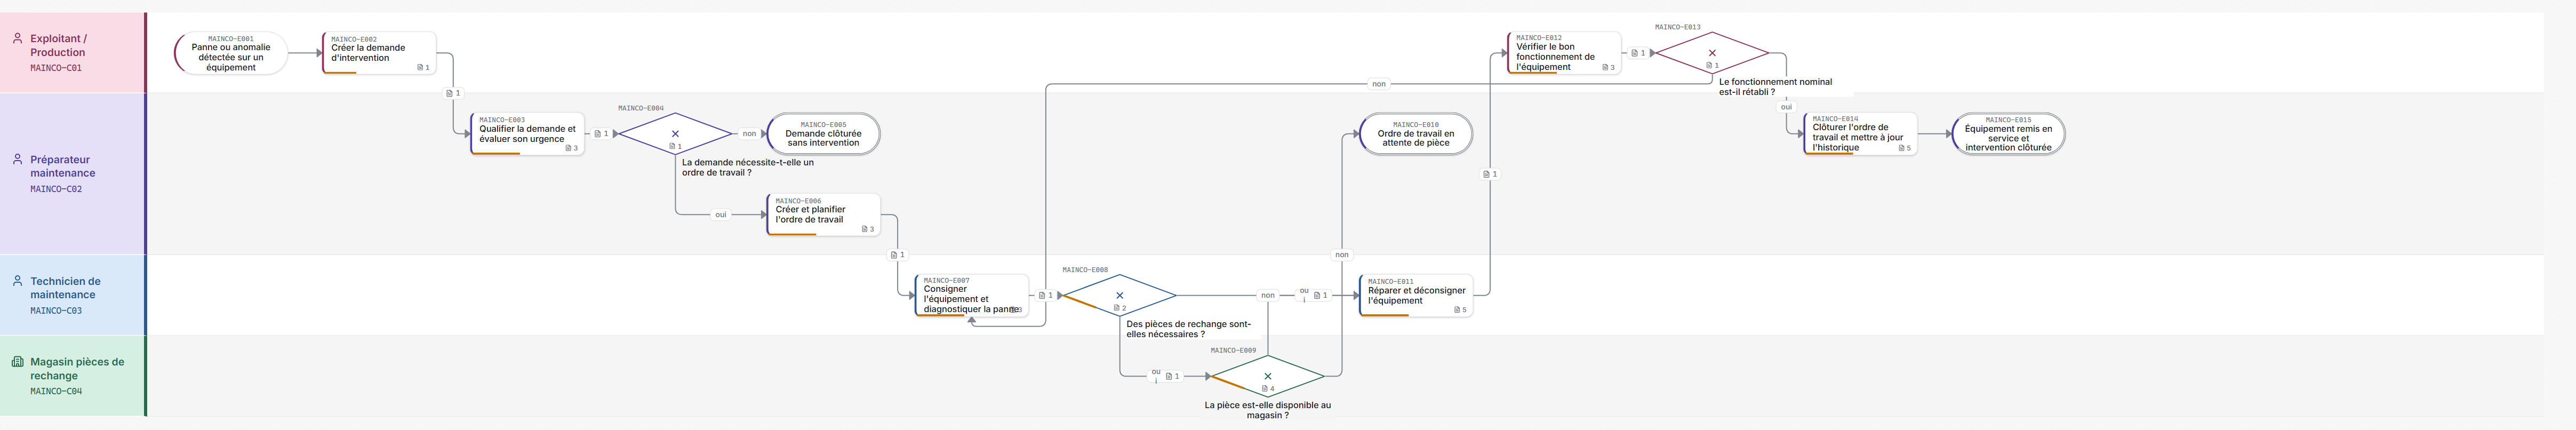 Exploitant /
Production
MAINCO-C01
MAINCO-E001
Panne ou anomalie
détectée sur un
équipement
MAINCO-E002
Créer la demande
d'intervention
1
1
MAINCO-E012
Vérifier le bon
fonctionnement de
l'équipement
3
1
MAINCO-E013
1
Le fonctionnement nominal
est-il rétabli ?
non
oui
Préparateur
maintenance
MAINCO-C02
MAINCO-E003
Qualifier la demande et
évaluer son urgence
3
1
MAINCO-E004
1
La demande nécessite-t-elle un
ordre de travail ?
non
MAINCO-E005
Demande clôturée
sans intervention
oui
MAINCO-E006
Créer et planifier
l'ordre de travail
3
1
MAINCO-E010
Ordre de travail en
attente de pièce
non
1
MAINCO-E014
Clôturer l'ordre de
travail et mettre à jour
l'historique
5
MAINCO-E015
Équipement remis en
service et
intervention clôturée
Technicien de
maintenance
MAINCO-C03
MAINCO-E007
Consigner
l'équipement et
diagnostiquer la panne
3
1
MAINCO-E008
2
Des pièces de rechange sont-
elles nécessaires ?
non
ou
i
1
MAINCO-E011
Réparer et déconsigner
l'équipement
5
Magasin pièces de
rechange
MAINCO-C04
ou
i
1
MAINCO-E009
4
La pièce est-elle disponible au
magasin ?